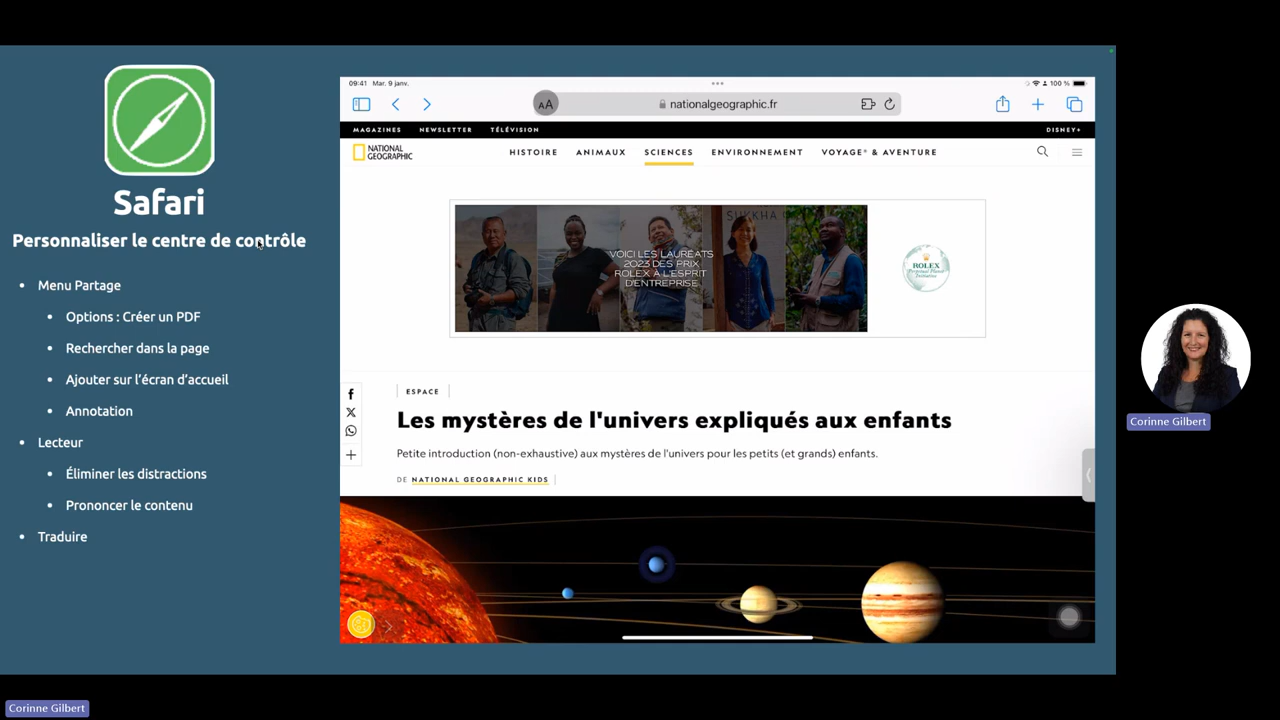 Safari
Personnaliser le centre de contrôle
• Menu Partage
• Options : Créer un PDF
• Rechercher dans la page
• Ajouter sur l'écran d'accueil
• Annotation
• Lecteur
• Éliminer les distractions
• Prononcer le contenu
• Traduire
09:41 Mar. 9 janv.
100 %
AA
nationalgeographic.fr
MAGAZINES NEWSLETTER TÉLÉVISION DISNEY+
NATIONAL
GEOGRAPHIC
HISTOIRE ANIMAUX SCIENCES ENVIRONNEMENT VOYAGE® & AVENTURE
VOICI LES LAURÉATS
2023 DES PRIX
ROLEX À L'ESPRIT
D'ENTREPRISE
ROLEX
Perpetual Planet
Initiative
ESPACE
Les mystères de l'univers expliqués aux enfants
Petite introduction (non-exhaustive) aux mystères de l'univers pour les petits (et grands) enfants.
DE NATIONAL GEOGRAPHIC KIDS
Corinne Gilbert
Corinne Gilbert